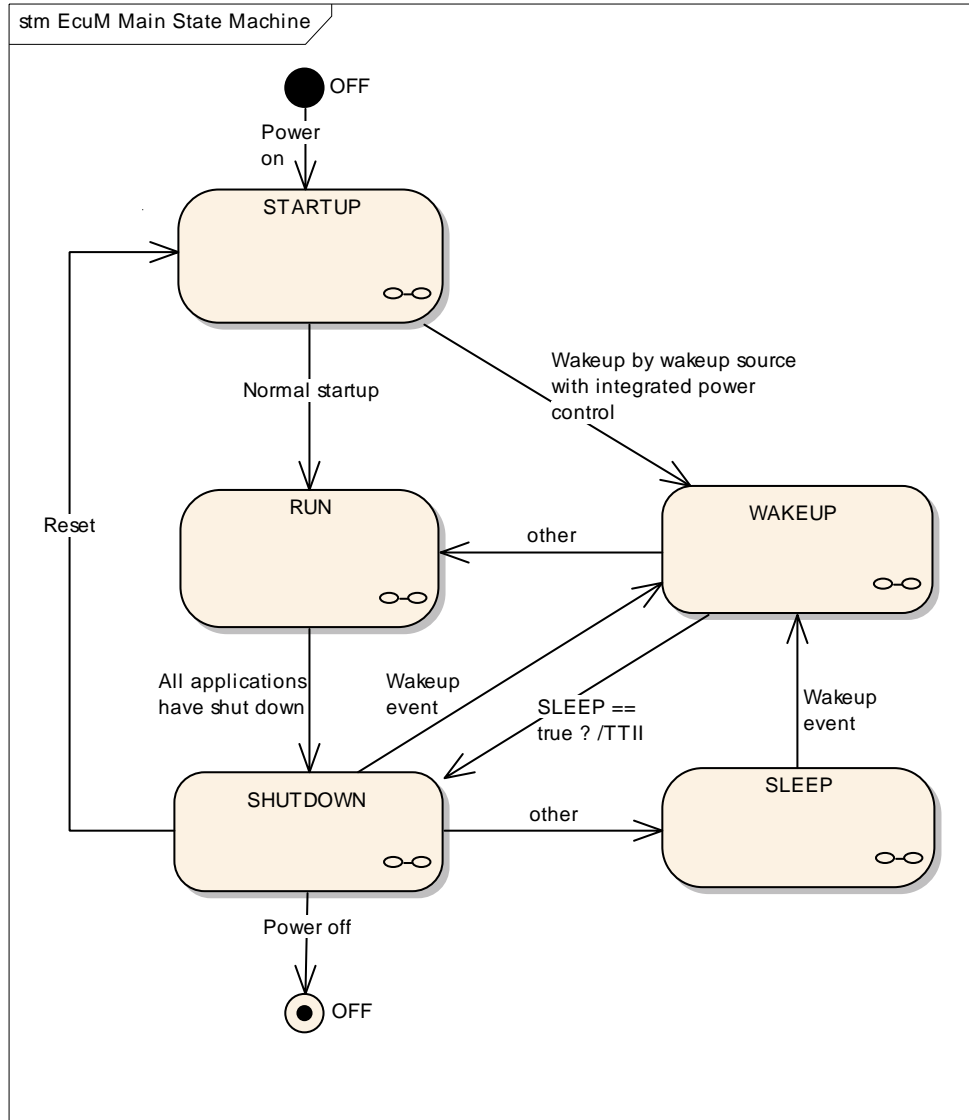 stm EcuM Main State Machine
OFF
Power
on
STARTUP
Wakeup by wakeup source
with integrated power
control
Normal startup
RUN
WAKEUP
Reset
other
All applications
have shut down
Wakeup
event
SLEEP ==
true ? /TTII
Wakeup
event
SHUTDOWN
SLEEP
other
Power off
OFF